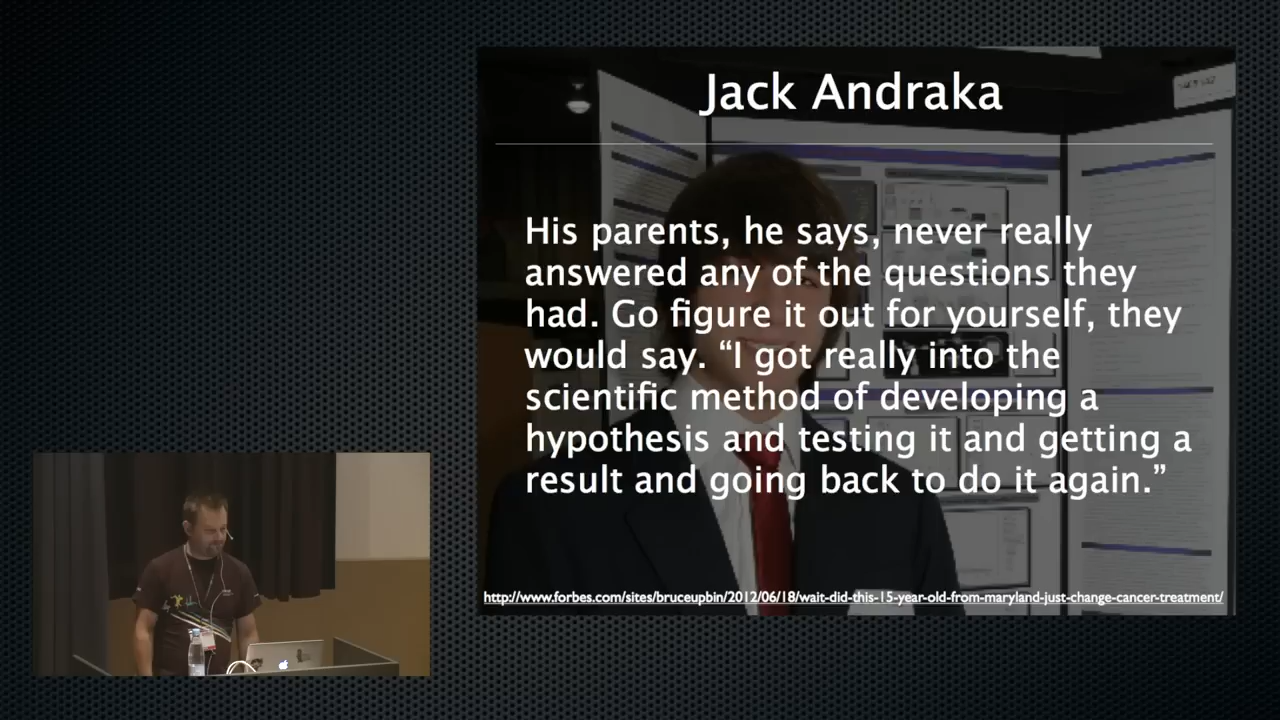 Jack Andraka
His parents, he says, never really
answered any of the questions they
had. Go figure it out for yourself, they
would say. “I got really into the
scientific method of developing a
hypothesis and testing it and getting a
result and going back to do it again.”
http://www.forbes.com/sites/bruceupbin/2012/06/18/wait-did-this-15-year-old-from-maryland-just-change-cancer-treatment/